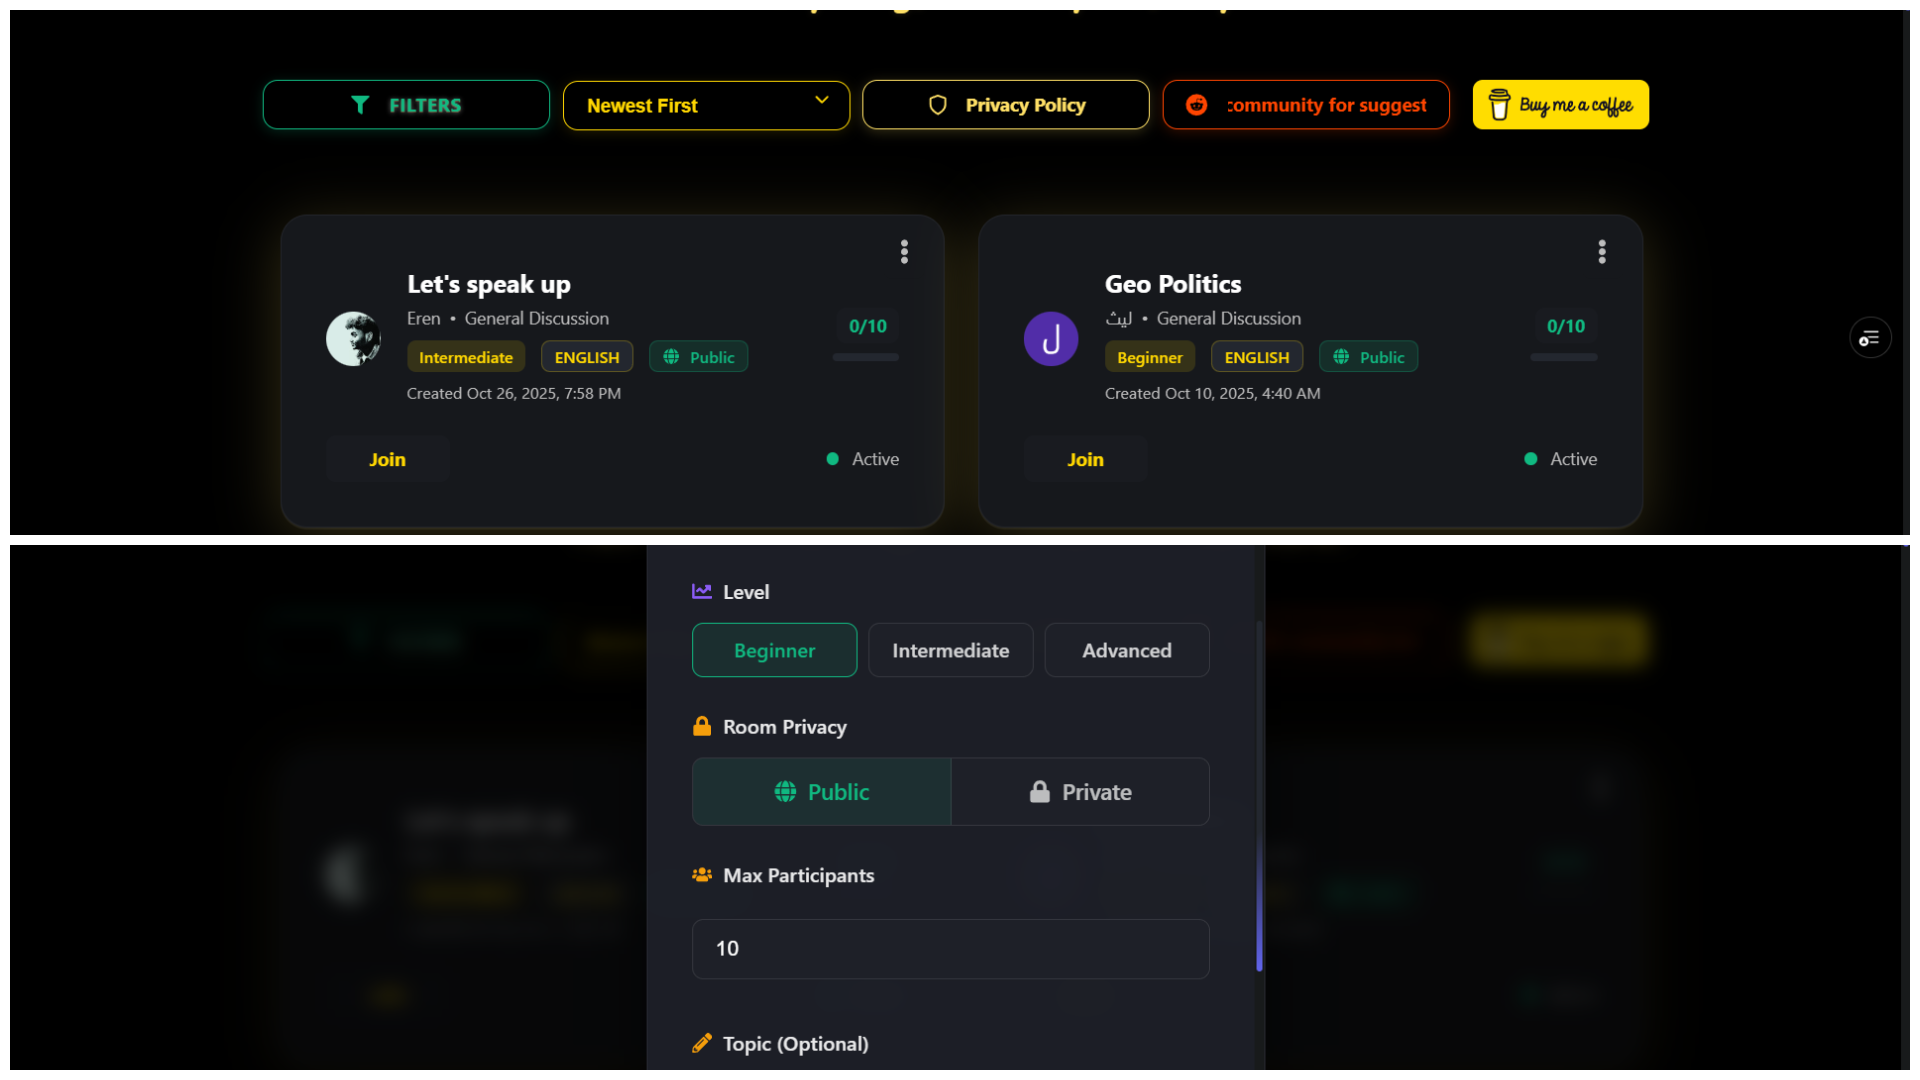 FILTERS
Newest First
Privacy Policy
community for suggest
Buy me a coffee
Let's speak up
Eren • General Discussion
0/10
Intermediate ENGLISH Public
Created Oct 26, 2025, 7:58 PM
Join
Active
Geo Politics
ليث • General Discussion
0/10
Beginner ENGLISH Public
Created Oct 10, 2025, 4:40 AM
Join
Active
Level
Beginner Intermediate Advanced
Room Privacy
Public Private
Max Participants
10
Topic (Optional)